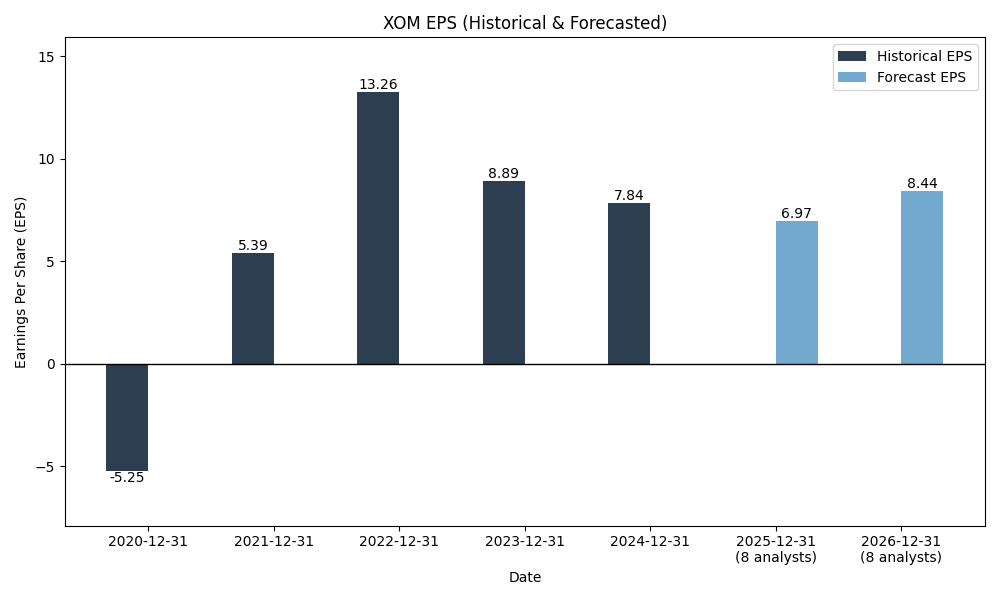 XOM EPS (Historical & Forecasted)
Historical EPS
Forecast EPS
Earnings Per Share (EPS)
15
10
5
0
−5
-5.25
5.39
13.26
8.89
7.84
6.97
8.44
2020-12-31
2021-12-31
2022-12-31
2023-12-31
2024-12-31
2025-12-31
(8 analysts)
2026-12-31
(8 analysts)
Date